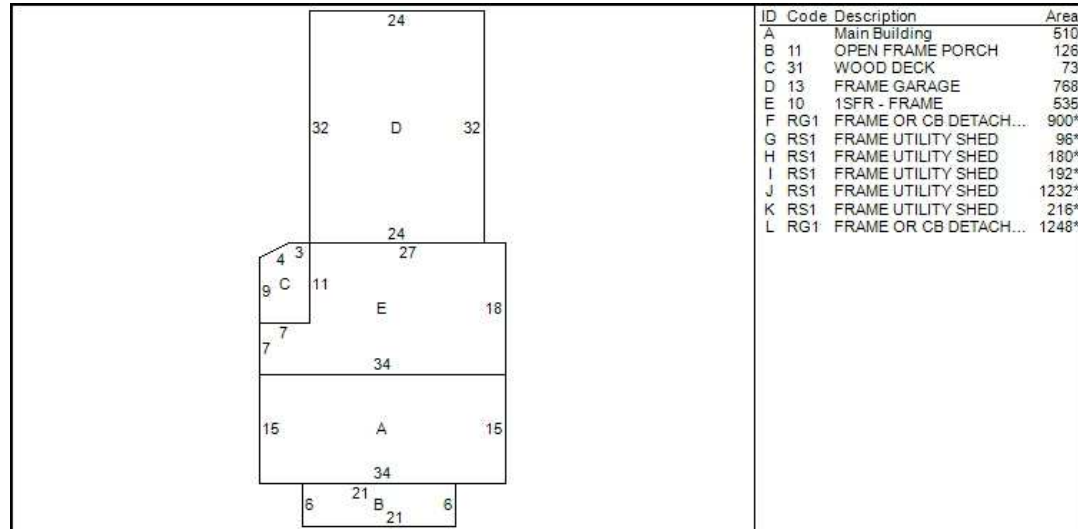 24
32 D 32
24
4 3 27
9 C 11
E 18
7
7
34
15 A 15
34
21
6 B 6
21
ID Code Description Area
A Main Building 510
B 11 OPEN FRAME PORCH 126
C 31 WOOD DECK 73
D 13 FRAME GARAGE 768
E 10 1SFR - FRAME 535
F RG1 FRAME OR CB DETACH... 900*
G RS1 FRAME UTILITY SHED 96*
H RS1 FRAME UTILITY SHED 180*
I RS1 FRAME UTILITY SHED 192*
J RS1 FRAME UTILITY SHED 1232*
K RS1 FRAME UTILITY SHED 216*
L RG1 FRAME OR CB DETACH... 1248*